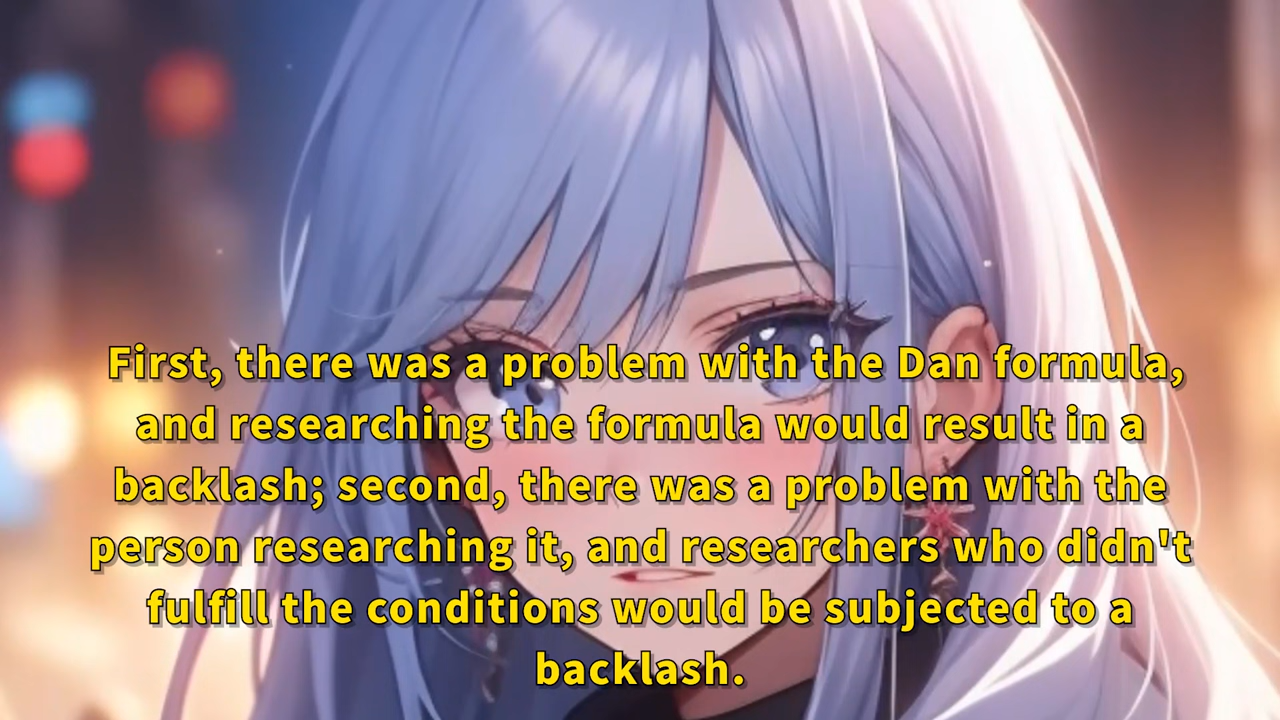 First, there was a problem with the Dan formula,
and researching the formula would result in a
backlash; second, there was a problem with the
person researching it, and researchers who didn't
fulfill the conditions would be subjected to a
backlash.